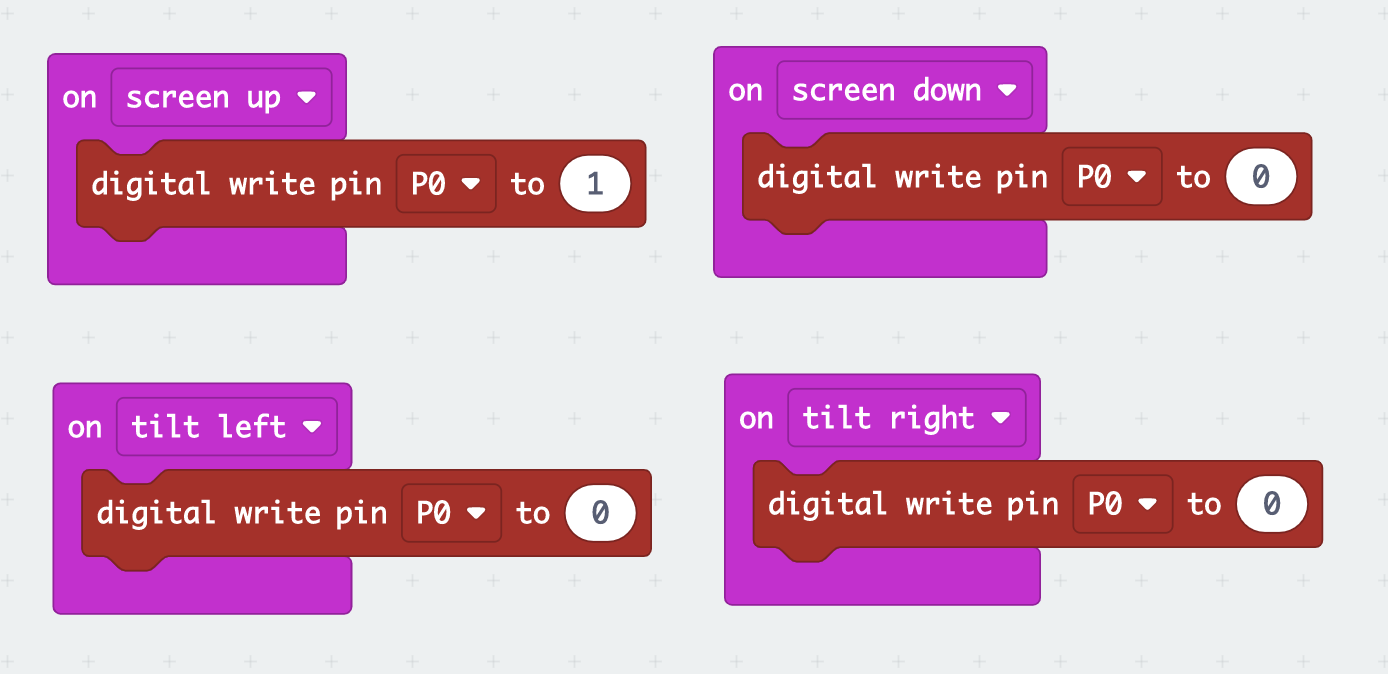 on screen up
digital write pin P0 to 1
on screen down
digital write pin P0 to 0
on tilt left
digital write pin P0 to 0
on tilt right
digital write pin P0 to 0